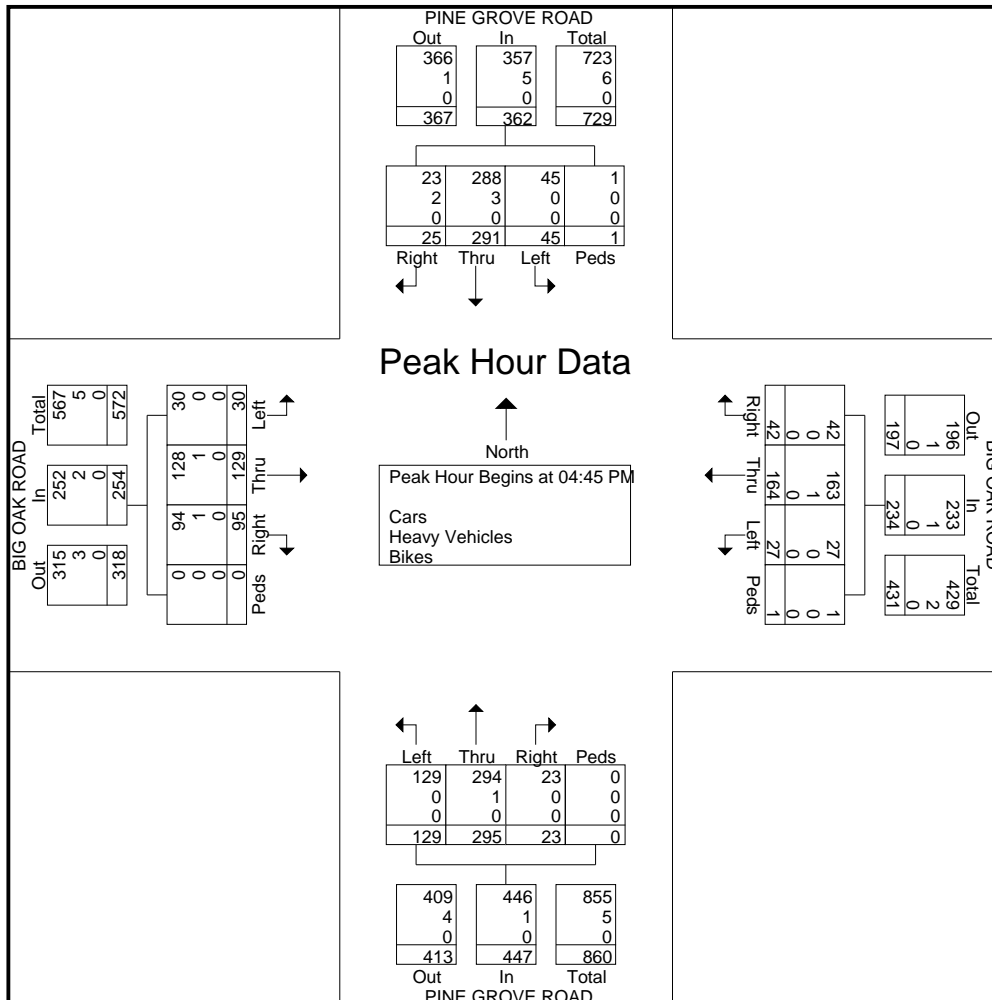 PINE GROVE ROAD
Out In Total
366 357 723
1 5 6
0 0 0
367 362 729
23 288 45 1
2 3 0 0
0 0 0 0
25 291 45 1
Right Thru Left Peds
Peak Hour Data
North
Peak Hour Begins at 04:45 PM
Cars
Heavy Vehicles
Bikes
BIG OAK ROAD
Out In Total
315 252 567
3 2 5
0 0 0
318 254 572
94 128 30
0 1 1 0
0 0 0 0
0 95 129 30
Peds Right Thru Left
BIG OAK ROAD
Out In Total
196 233 429
1 1 2
0 0 0
197 234 431
42 163 27 1
0 1 0 0
0 0 0 0
42 164 27 1
Right Thru Left Peds
Left Thru Right Peds
129 294 23 0
0 1 0 0
0 0 0 0
129 295 23 0
409 446 855
4 1 5
0 0 0
413 447 860
Out In Total
PINE GROVE ROAD